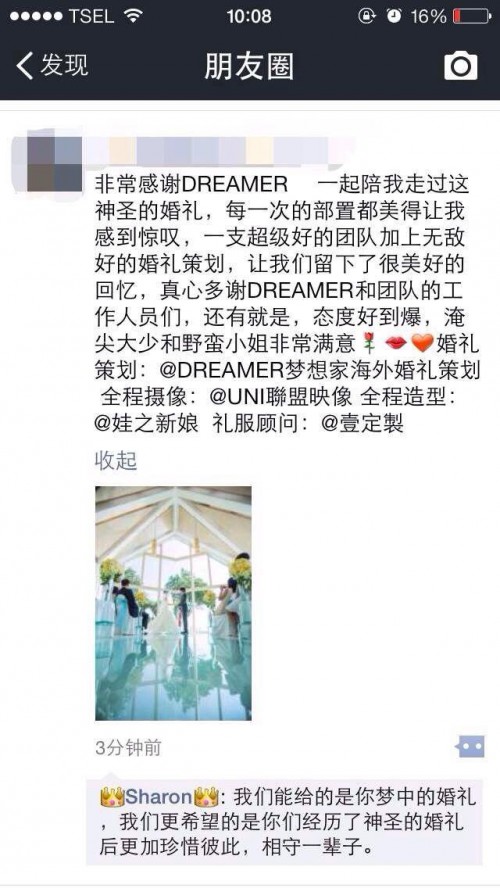 TSEL 10:08 16%
发现 朋友圈
非常感谢DREAMER 一起陪我走过这
神圣的婚礼，每一次的部置都美得让我
感到惊叹，一支超级好的团队加上无敌
好的婚礼策划，让我们留下了很美好的
回忆，真心多谢DREAMER和团队的工
作人员们，还有就是，态度好到爆，淹
尖大少和野蛮小姐非常满意🌹💋❤️婚礼
策划：@DREAMER梦想家海外婚礼策划
全程摄像：@UNI聯盟映像 全程造型：
@娃之新娘 礼服顾问：@壹定製
收起
3分钟前
👑Sharon👑: 我们能给的是你梦中的婚礼
，我们更希望的是你们经历了神圣的婚礼
后更加珍惜彼此，相守一辈子。